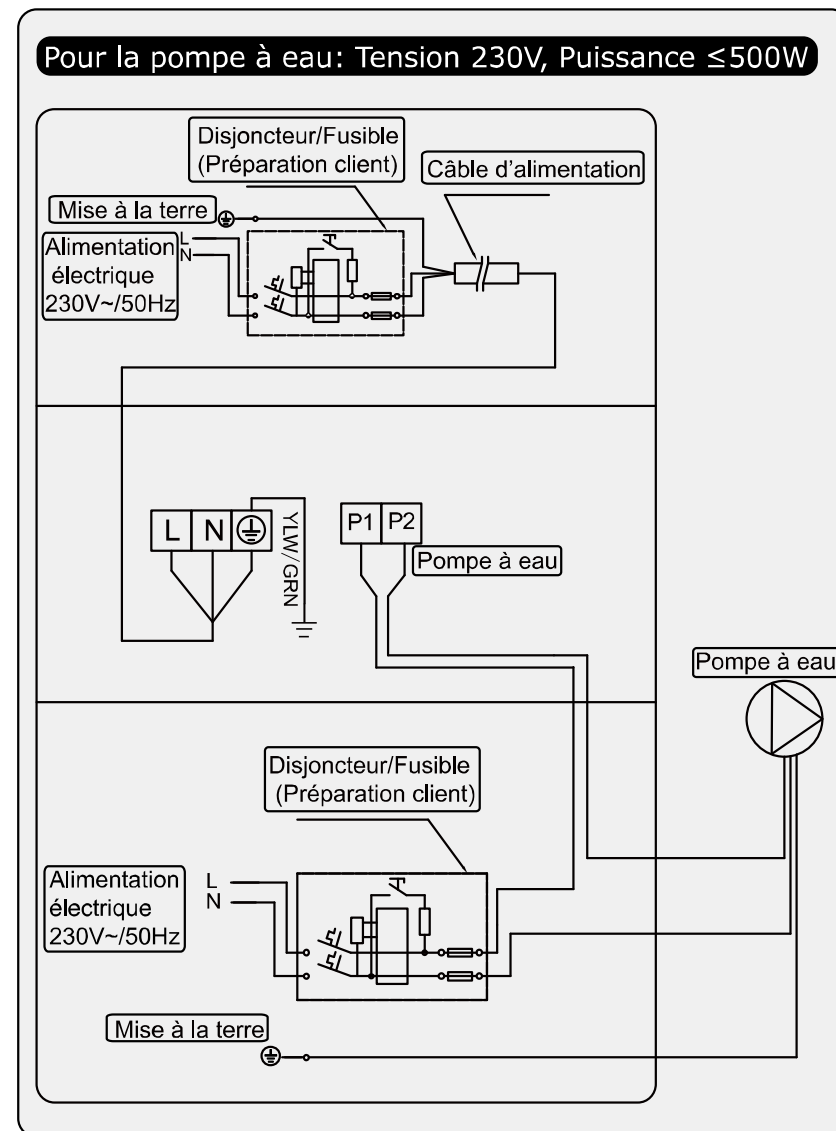 Pour la pompe à eau: Tension 230V, Puissance ≤500W
Disjoncteur/Fusible
(Préparation client)
Câble d'alimentation
Mise à la terre
Alimentation
électrique
230V~/50Hz
L
N
L N
YLW/GRN
P1 P2
Pompe à eau
Pompe à eau
Disjoncteur/Fusible
(Préparation client)
Alimentation
électrique
230V~/50Hz
L
N
Mise à la terre